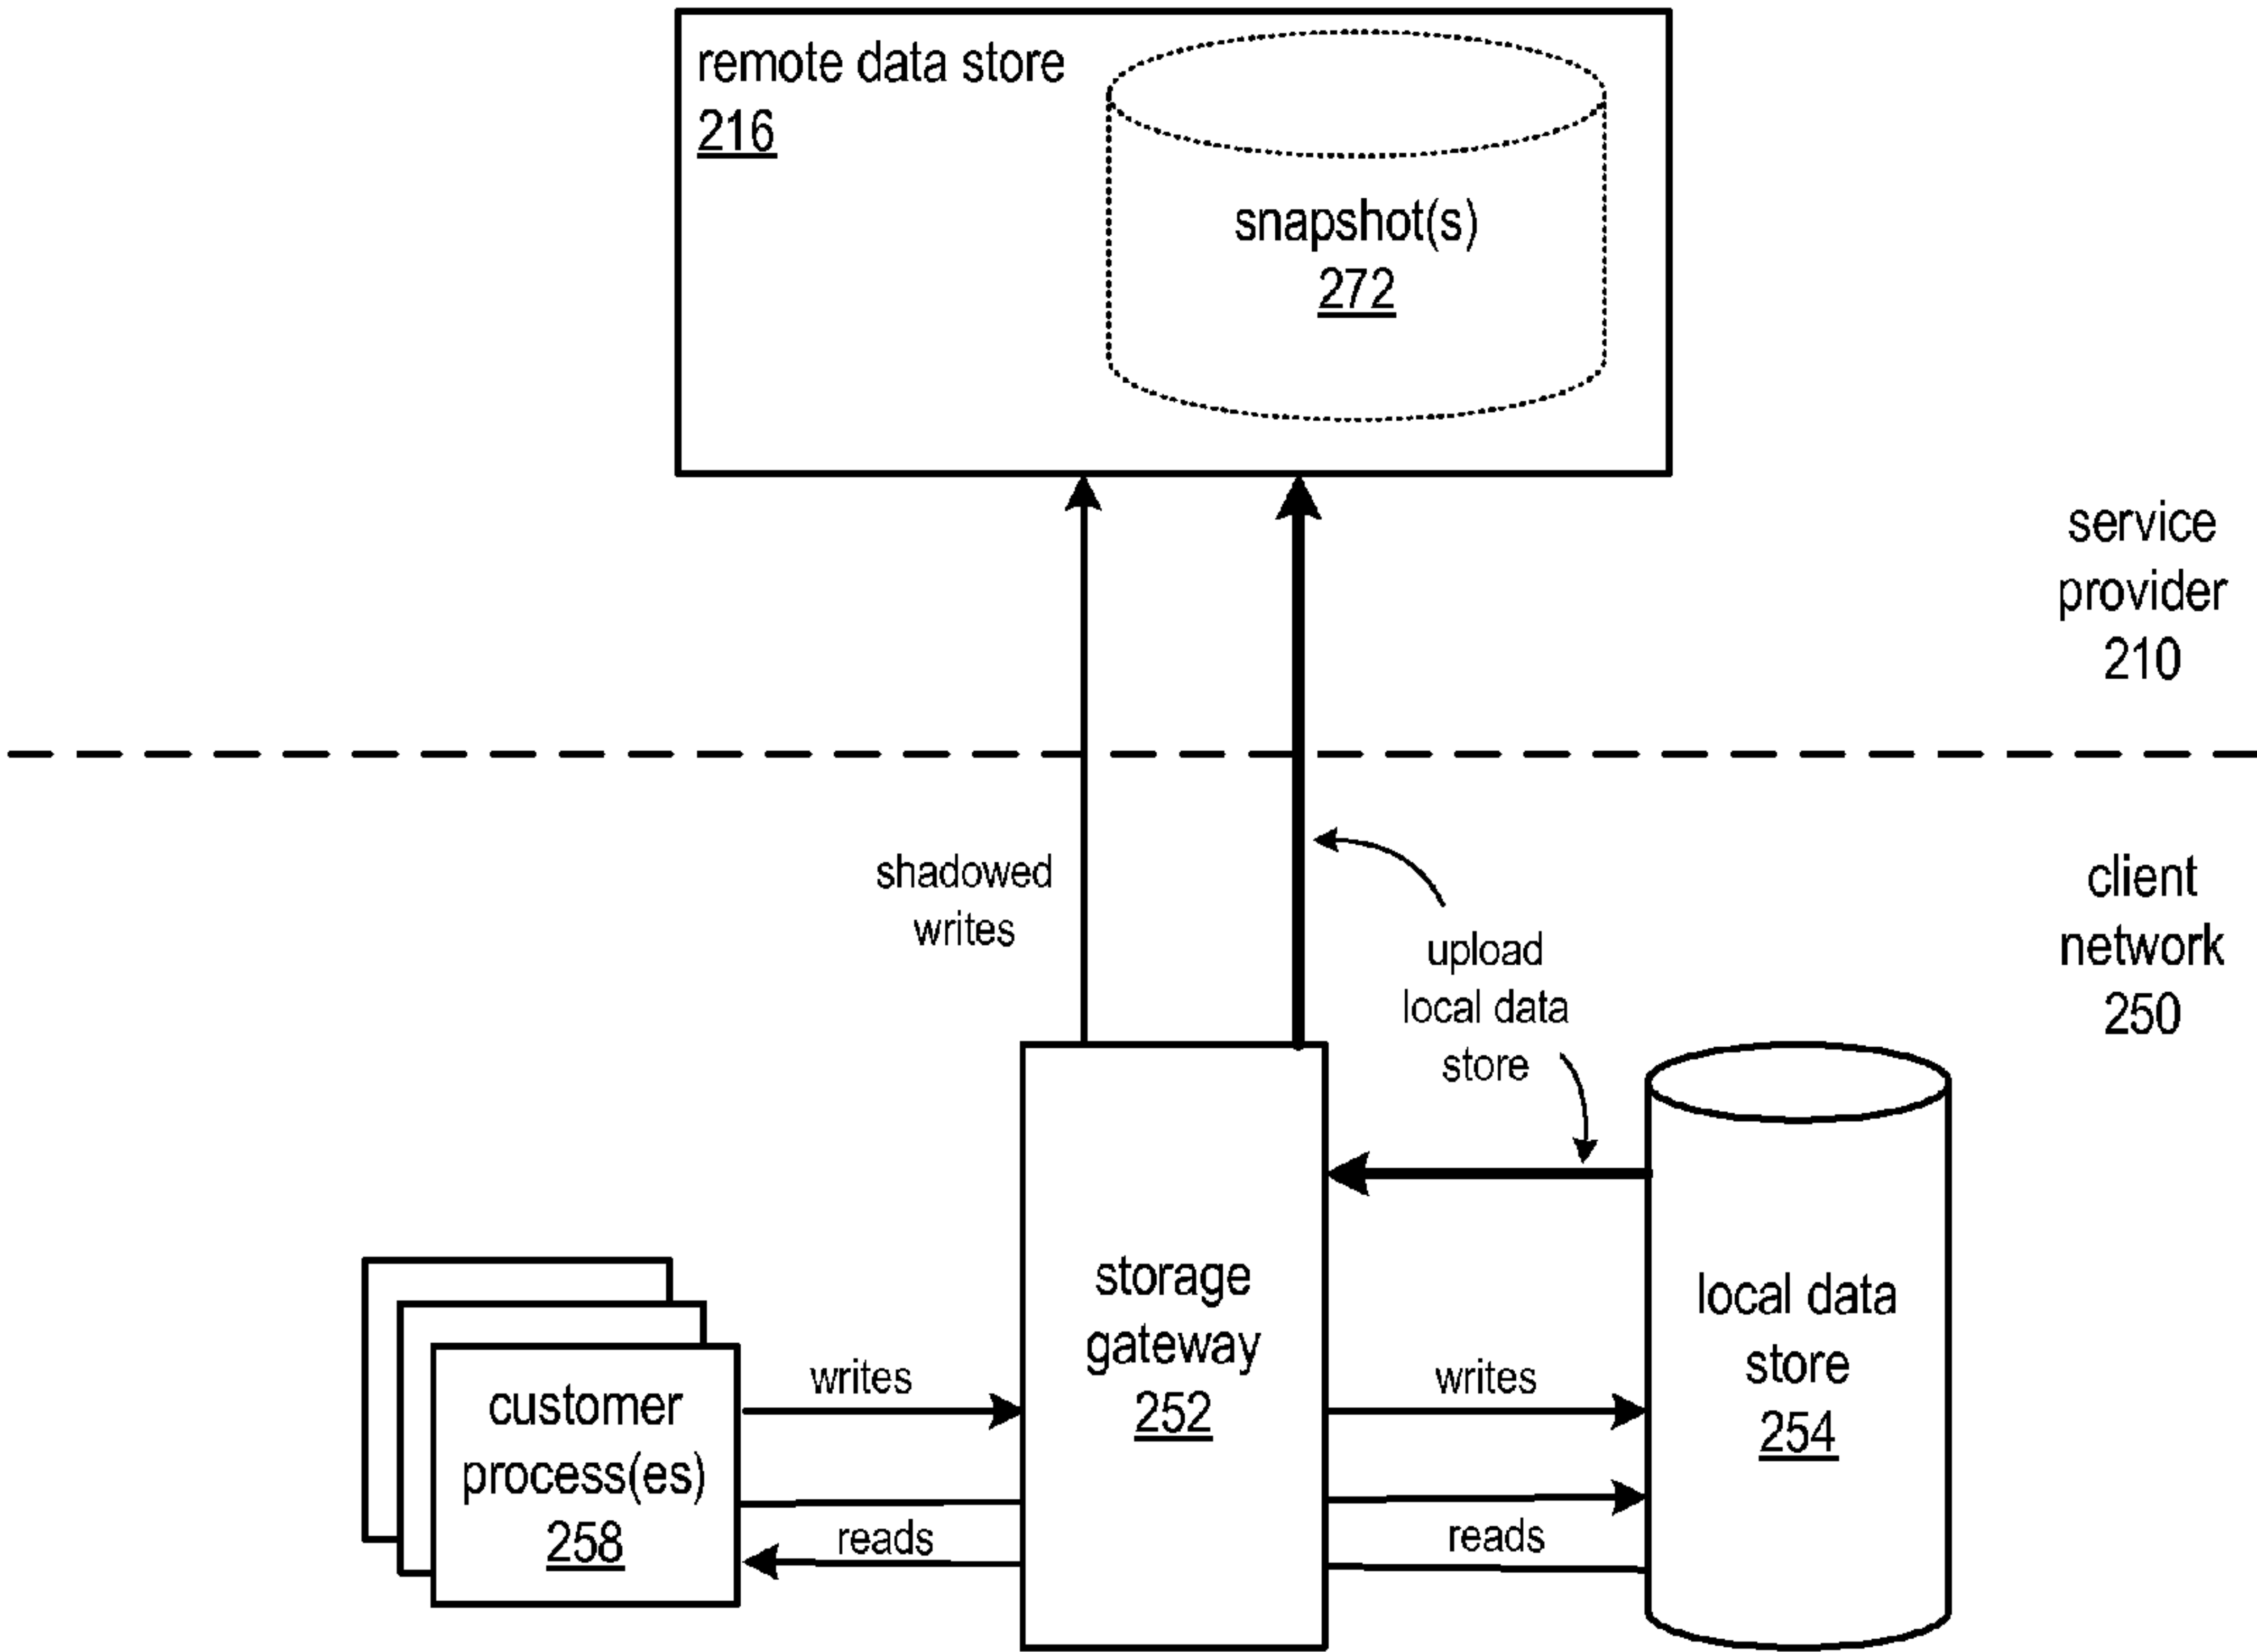 remote data store
216
snapshot(s)
272
service
provider
210
shadowed
writes
client
network
250
upload
local data
store
storage
gateway
252
local data
store
254
customer
process(es)
258
writes
reads
writes
reads